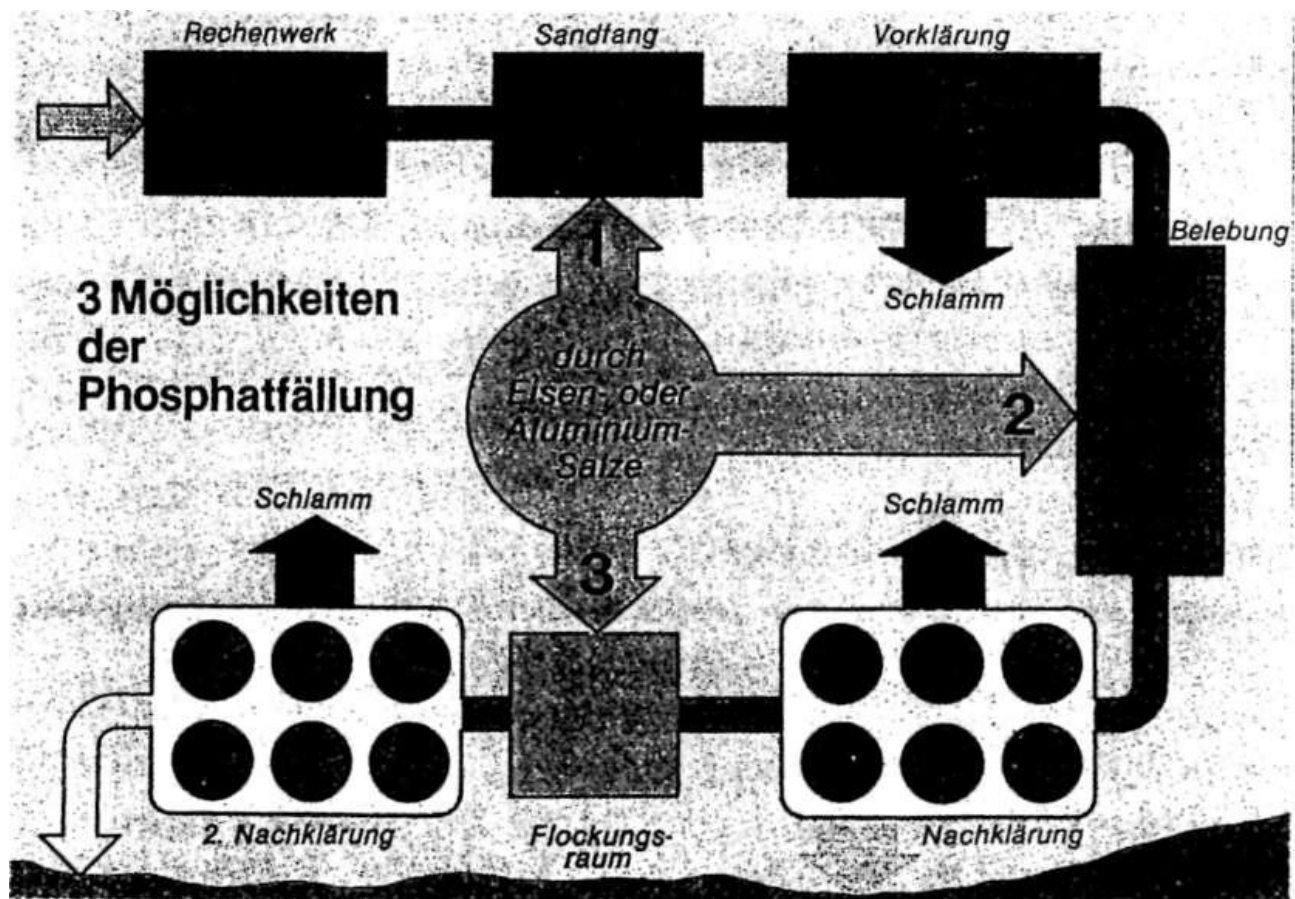 Rechenwerk
Sandfang
Vorklärung
1
Belebung
Schlamm
3 Möglichkeiten
der
Phosphatfällung
durch
Eisen- oder
Aluminium-
Salze
2
Schlamm
Schlamm
3
2. Nachklärung
Flockungs-
raum
Nachklärung